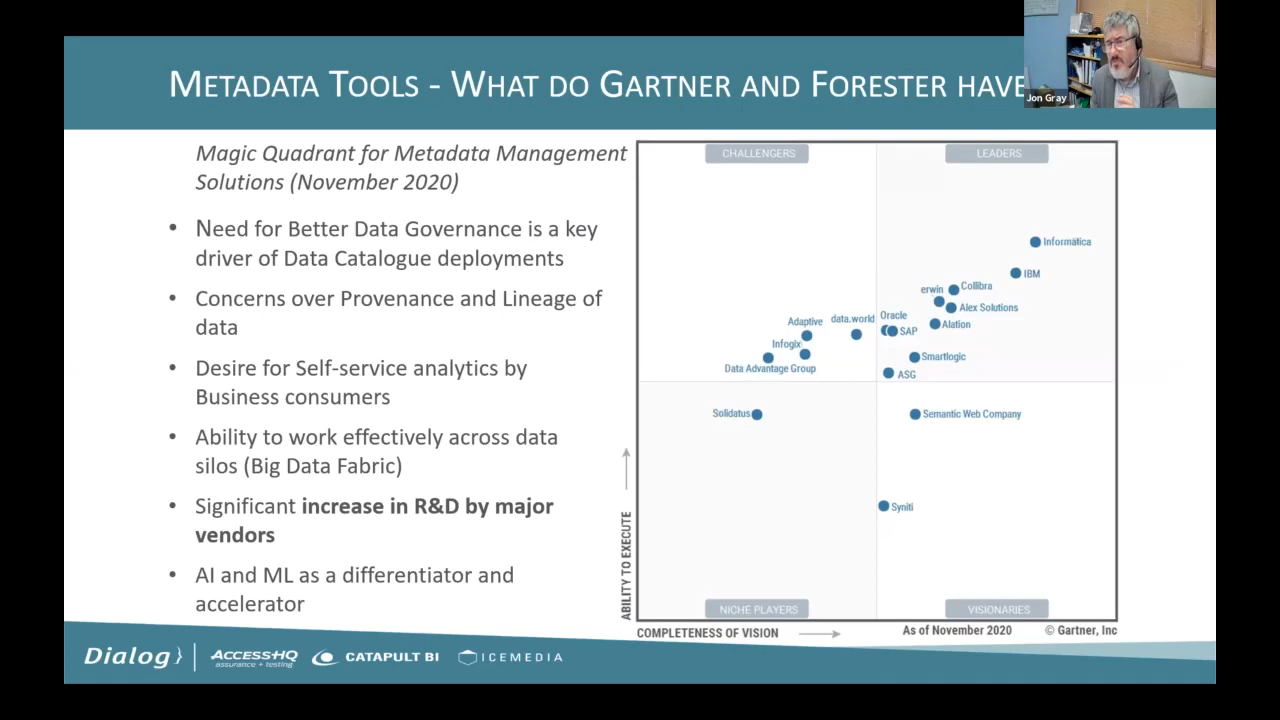 METADATA TOOLS - WHAT DO GARTNER AND FORESTER HAVE
Jon Gray
Magic Quadrant for Metadata Management
Solutions (November 2020)
• Need for Better Data Governance is a key
driver of Data Catalogue deployments
• Concerns over Provenance and Lineage of
data
• Desire for Self-service analytics by
Business consumers
• Ability to work effectively across data
silos (Big Data Fabric)
• Significant increase in R&D by major
vendors
• AI and ML as a differentiator and
accelerator
CHALLENGERS
LEADERS
Informatica
IBM
Collibra
erwin
Alex Solutions
Oracle
Adaptive
data.world
Alation
SAP
Infogix
Smartlogic
Data Advantage Group
ASG
Solidatus
Semantic Web Company
Syniti
ABILITY TO EXECUTE
NICHE PLAYERS
VISIONARIES
COMPLETENESS OF VISION
As of November 2020
© Gartner, Inc
Dialog
ACCESSHQ
assurance + testing
CATAPULT BI
ICEMEDIA